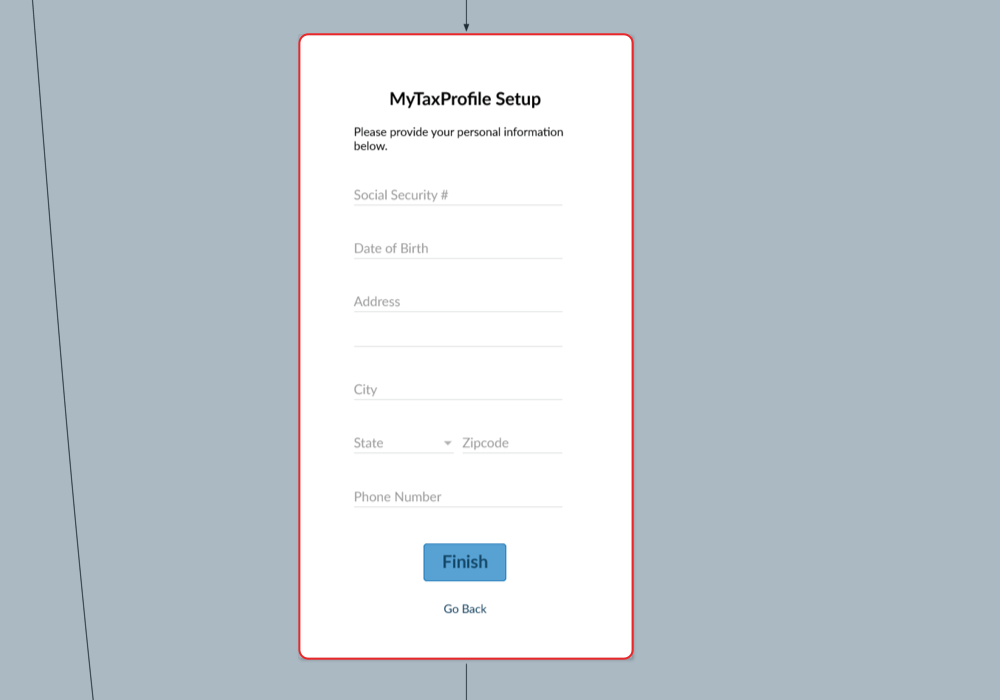 MyTaxProfile Setup
Please provide your personal information
below.
Social Security #
Date of Birth
Address
City
State Zipcode
Phone Number
Finish
Go Back